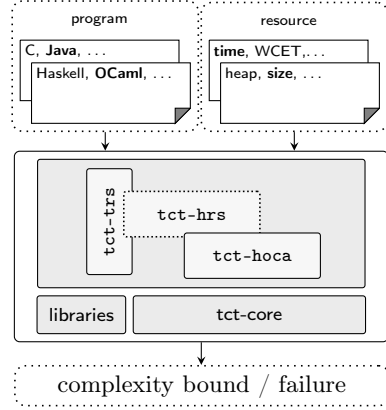 program
resource
C, Java, . . .
Haskell, OCaml, . . .
time, WCET,. . .
heap, size, . . .
tct-trs
tct-hrs
tct-hoca
libraries
tct-core
complexity bound / failure